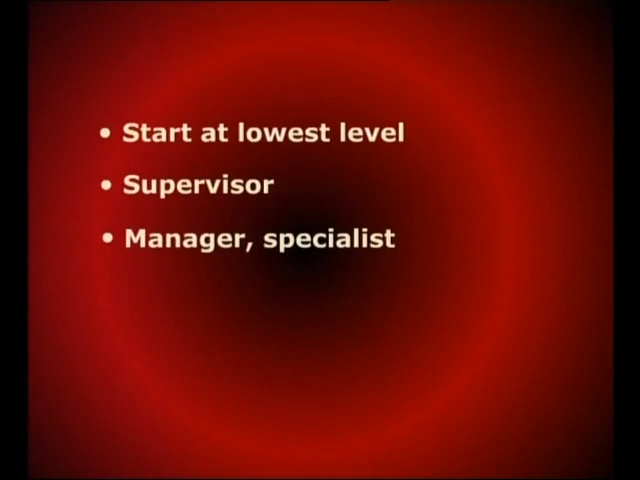 • Start at lowest level
• Supervisor
• Manager, specialist